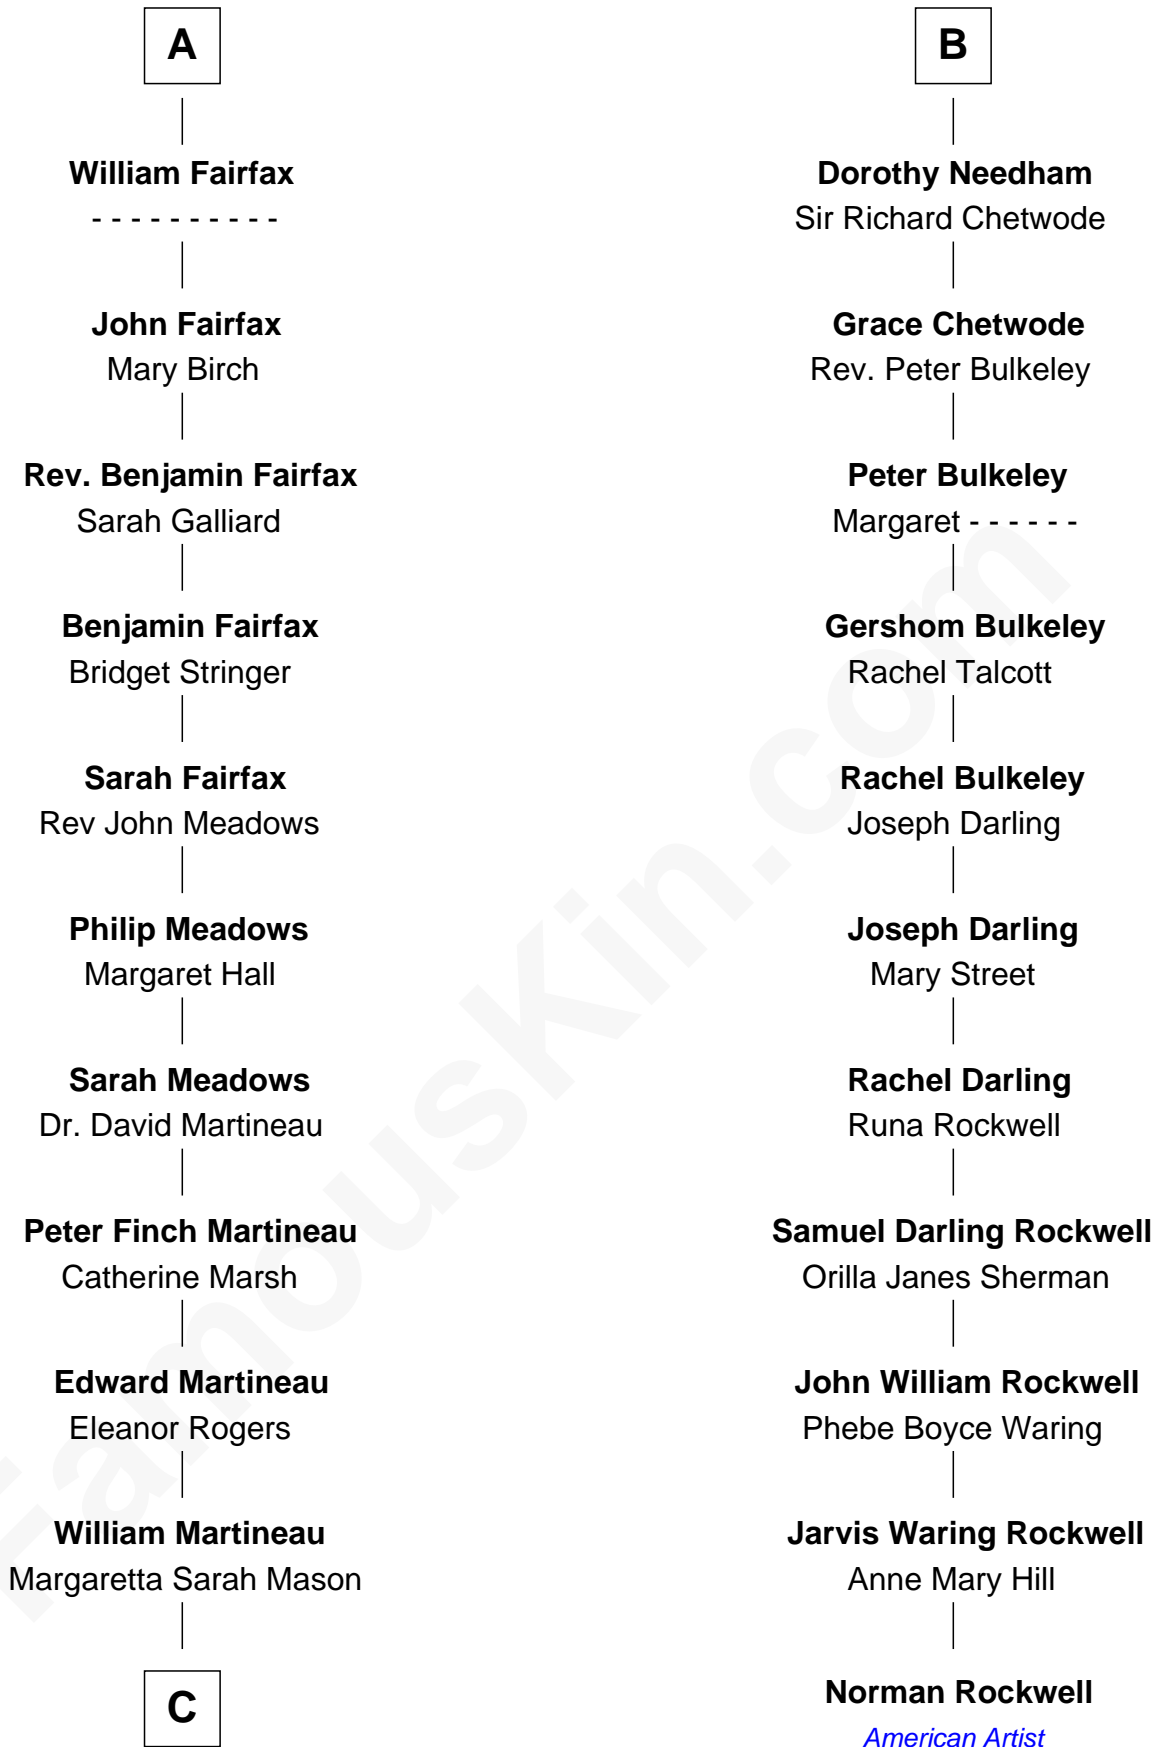 A
William Fairfax
- - - - - - - - - -
John Fairfax
Mary Birch
Rev. Benjamin Fairfax
Sarah Galliard
Benjamin Fairfax
Bridget Stringer
Sarah Fairfax
Rev John Meadows
Philip Meadows
Margaret Hall
Sarah Meadows
Dr. David Martineau
Peter Finch Martineau
Catherine Marsh
Edward Martineau
Eleanor Rogers
William Martineau
Margaretta Sarah Mason
C
B
Dorothy Needham
Sir Richard Chetwode
Grace Chetwode
Rev. Peter Bulkeley
Peter Bulkeley
Margaret - - - - - -
Gershom Bulkeley
Rachel Talcott
Rachel Bulkeley
Joseph Darling
Joseph Darling
Mary Street
Rachel Darling
Runa Rockwell
Samuel Darling Rockwell
Orilla Janes Sherman
John William Rockwell
Phebe Boyce Waring
Jarvis Waring Rockwell
Anne Mary Hill
Norman Rockwell
American Artist
FamousKin.com